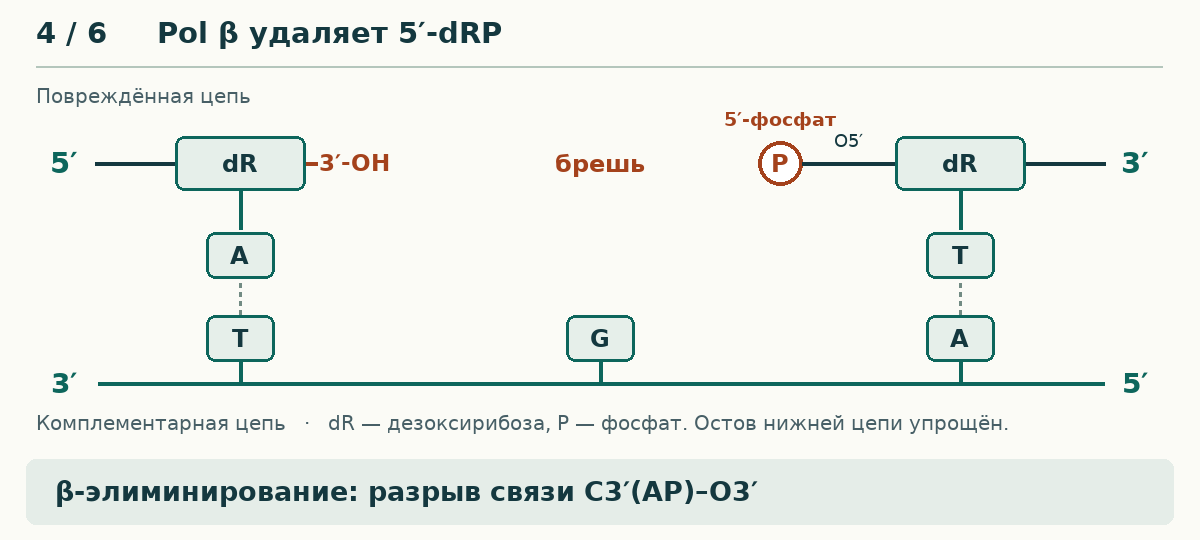 4 / 6 Pol β удаляет 5′-dRP
Повреждённая цепь
5′-фосфат
O5′
5′ dR 3′-OH брешь P dR 3′
A T
T G A
3′ 5′
Комплементарная цепь · dR — дезоксирибоза, P — фосфат. Остов нижней цепи упрощён.
β-элиминирование: разрыв связи C3′(AP)–O3′